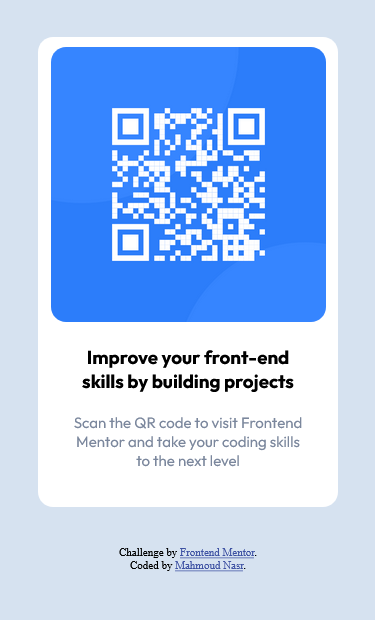 Improve your front-end
skills by building projects
Scan the QR code to visit Frontend
Mentor and take your coding skills
to the next level
Challenge by Frontend Mentor.
Coded by Mahmoud Nasr.